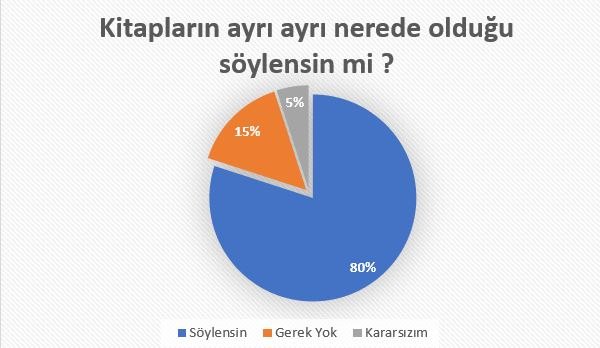 Kitapların ayrı ayrı nerede olduğu
söylensin mi ?
5%
15%
80%
Söylensin Gerek Yok Kararsızım